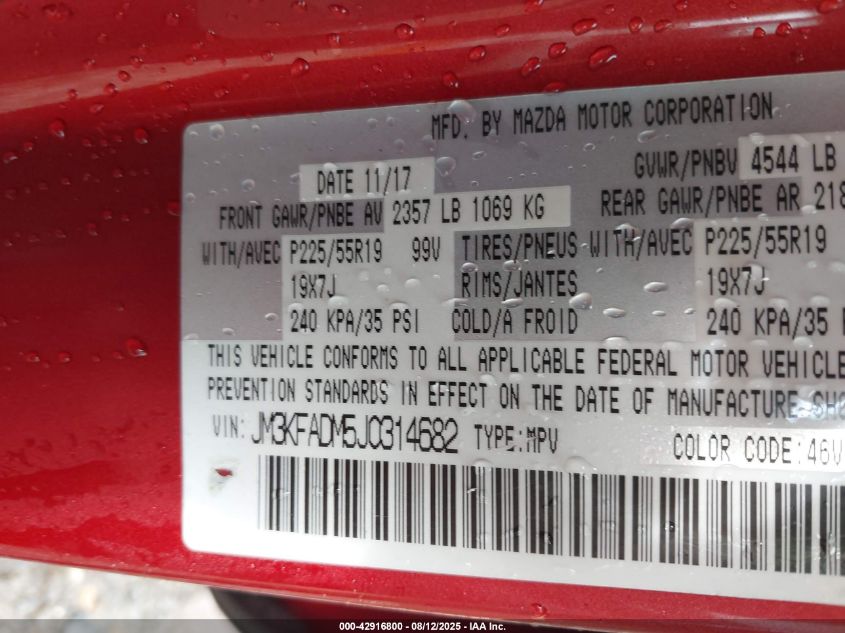 MFD. BY MAZDA MOTOR CORPORATION
DATE 11/17 GVWR/PNBV 4544 LB
FRONT GAWR/PNBE AV 2357 LB 1069 KG REAR GAWR/PNBE AR 218
WITH/AVEC P225/55R19 99V TIRES/PNEUS WITH/AVEC P225/55R19
19X7J RIMS/JANTES 19X7J
240 KPA/35 PSI COLD/A FROID 240 KPA/35 P
THIS VEHICLE CONFORMS TO ALL APPLICABLE FEDERAL MOTOR VEHICLE
PREVENTION STANDARDS IN EFFECT ON THE DATE OF MANUFACTURE
VIN: JM3KFADM5J0314682 TYPE:MPV COLOR CODE:46V
000-42916800 - 08/12/2025 - IAA Inc.